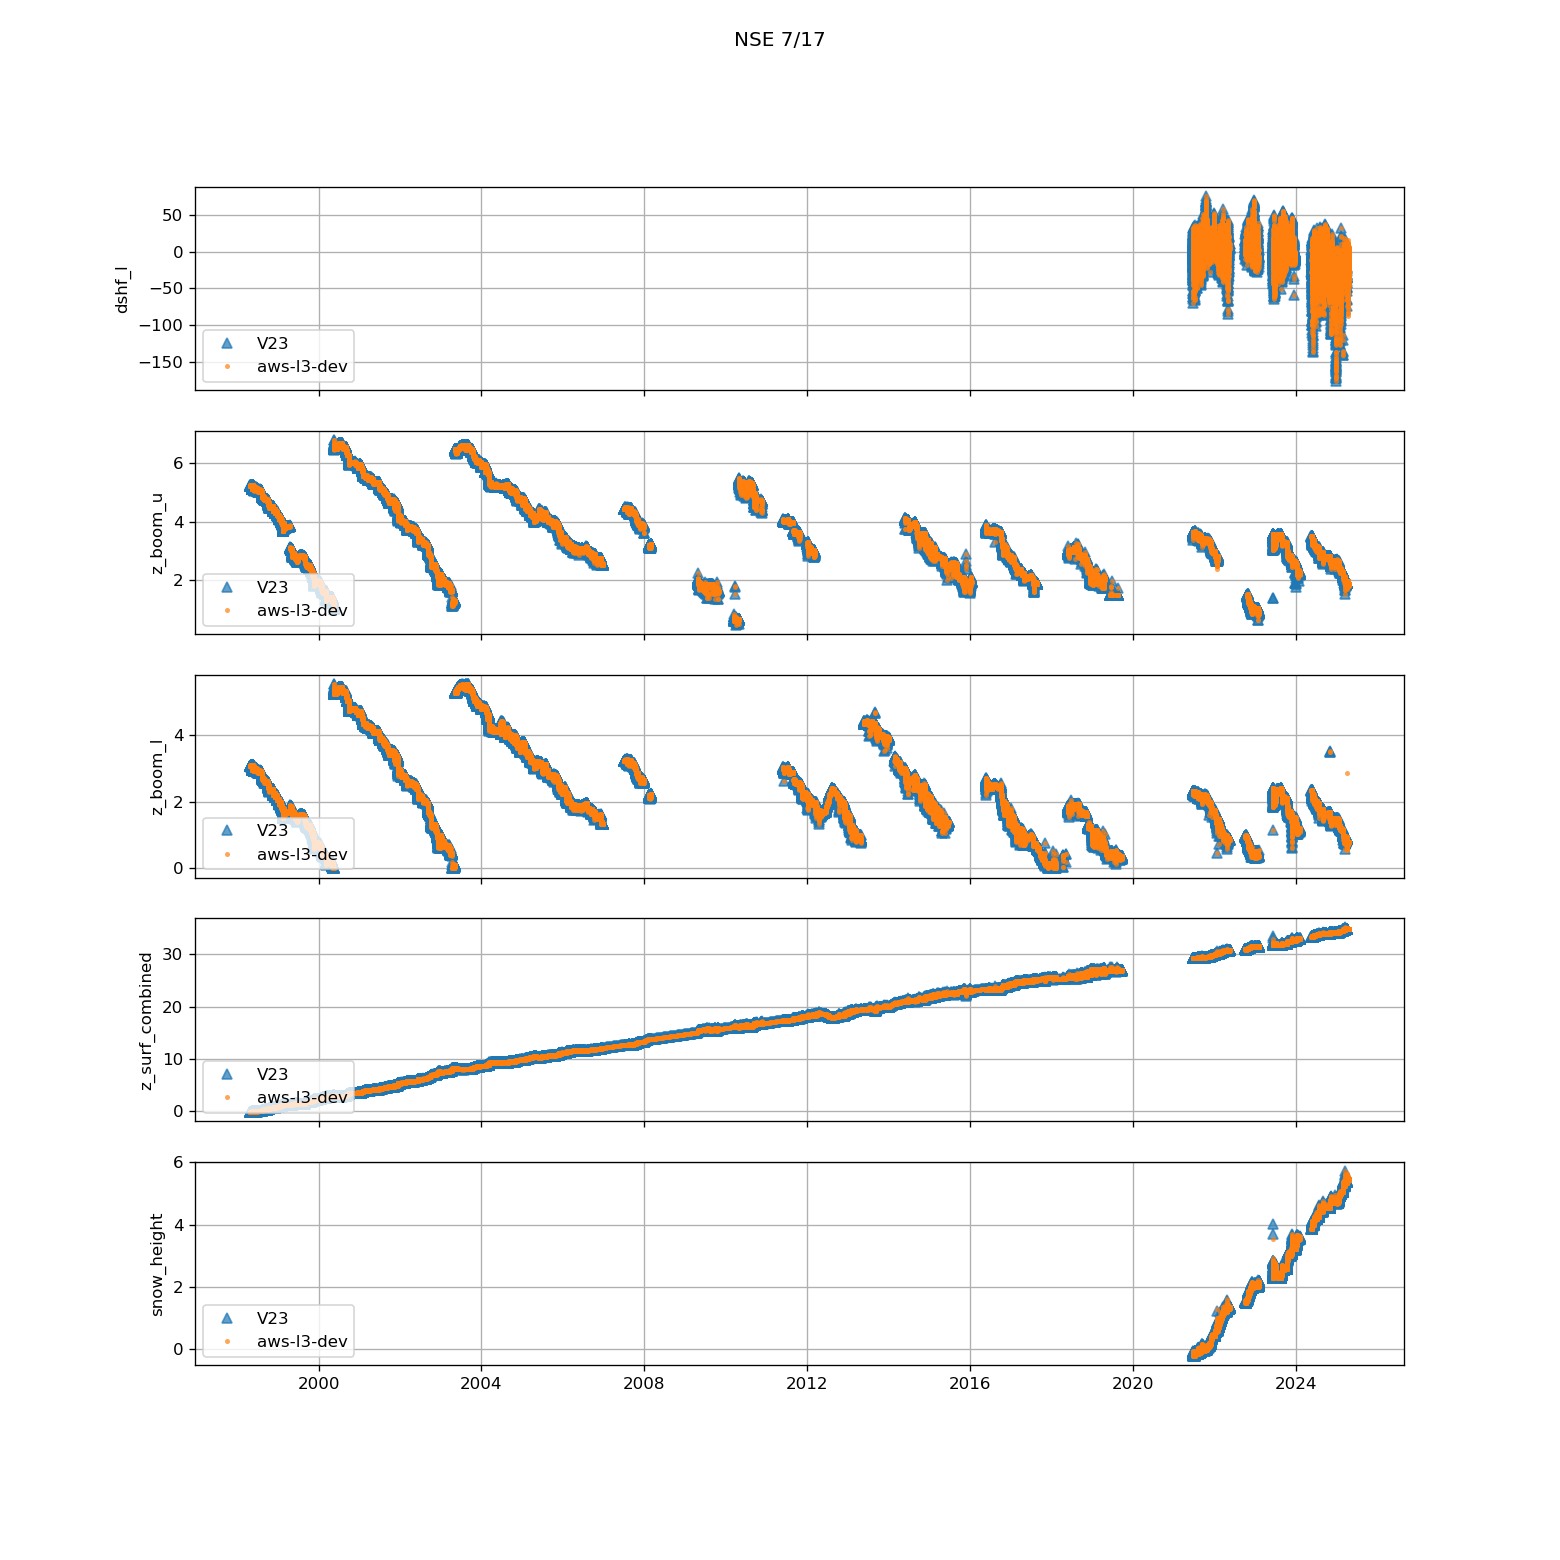 NSE 7/17
dshf_l
50
0
−50
−100
−150
V23
aws-l3-dev
z_boom_u
6
4
2
V23
aws-l3-dev
z_boom_l
4
2
0
V23
aws-l3-dev
z_surf_combined
30
20
10
0
V23
aws-l3-dev
snow_height
6
4
2
0
V23
aws-l3-dev
2000 2004 2008 2012 2016 2020 2024